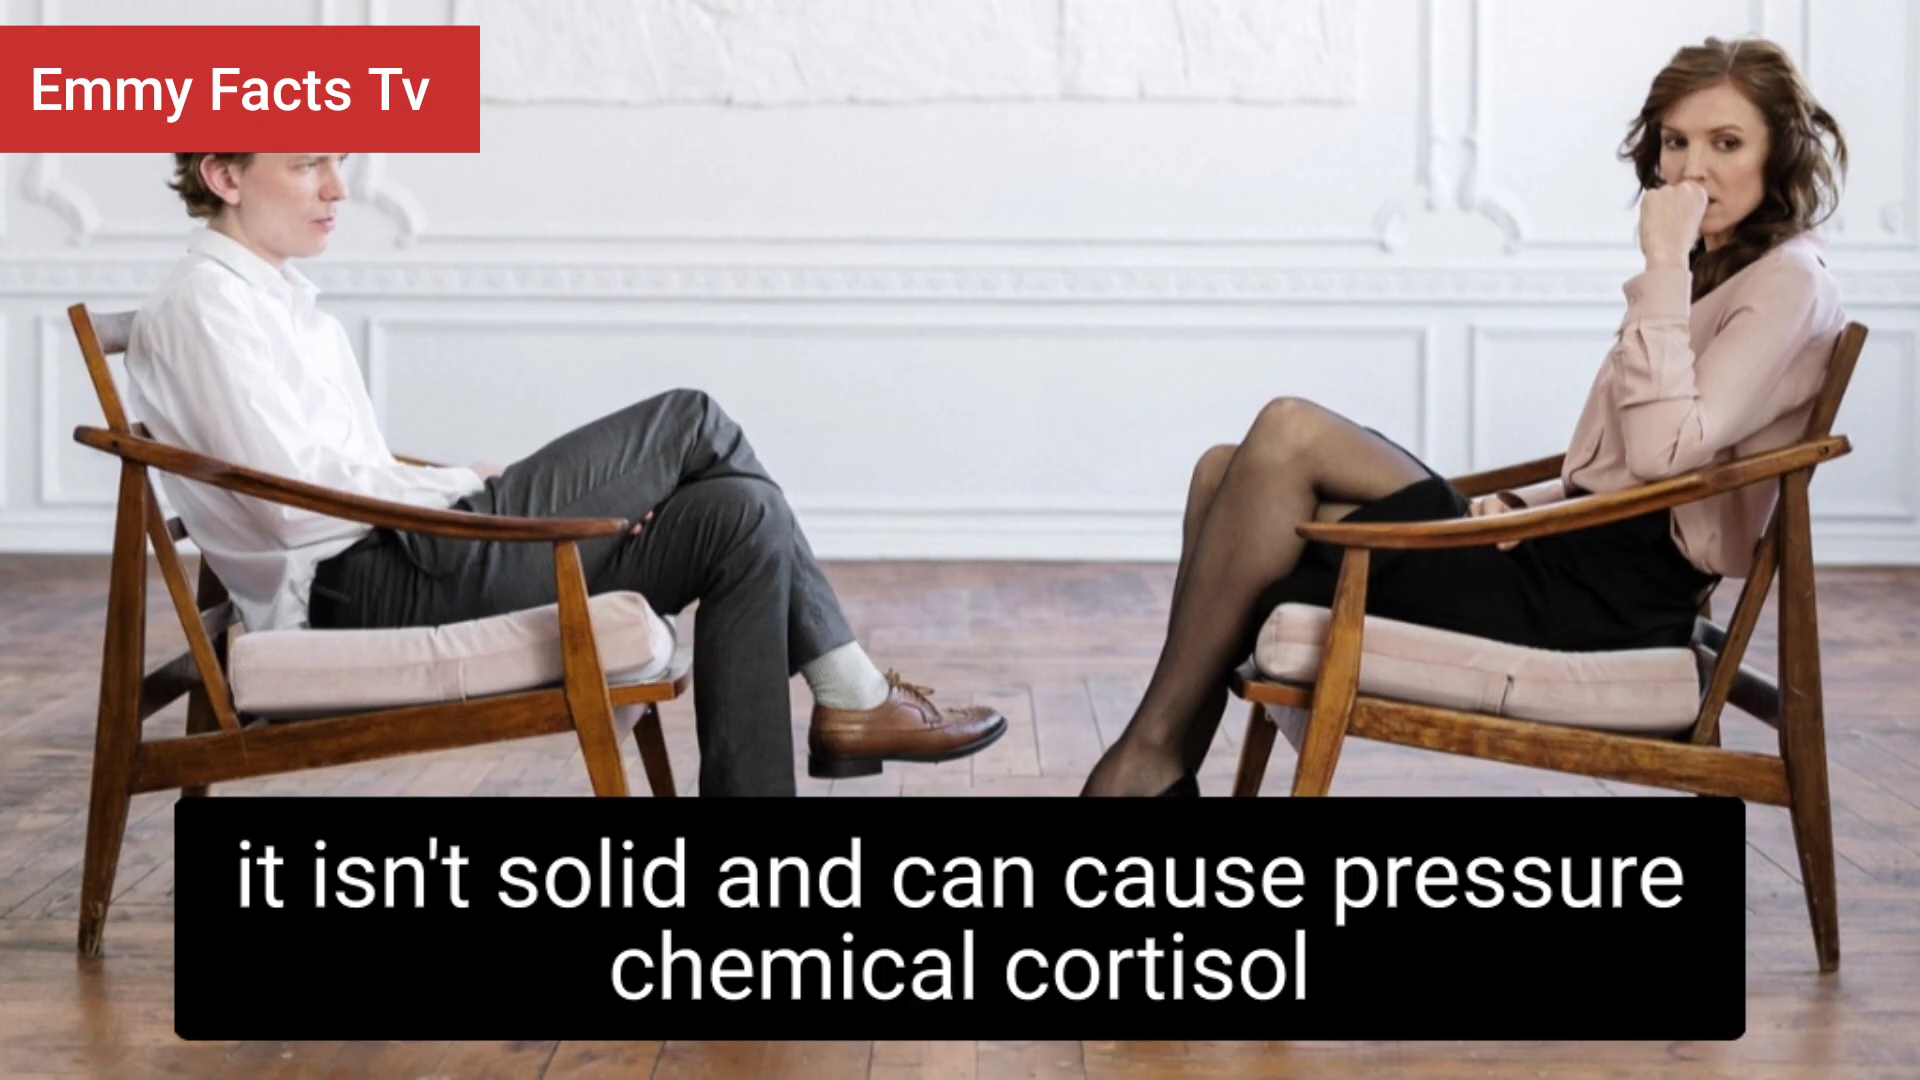 Emmy Facts Tv
it isn't solid and can cause pressure
chemical cortisol